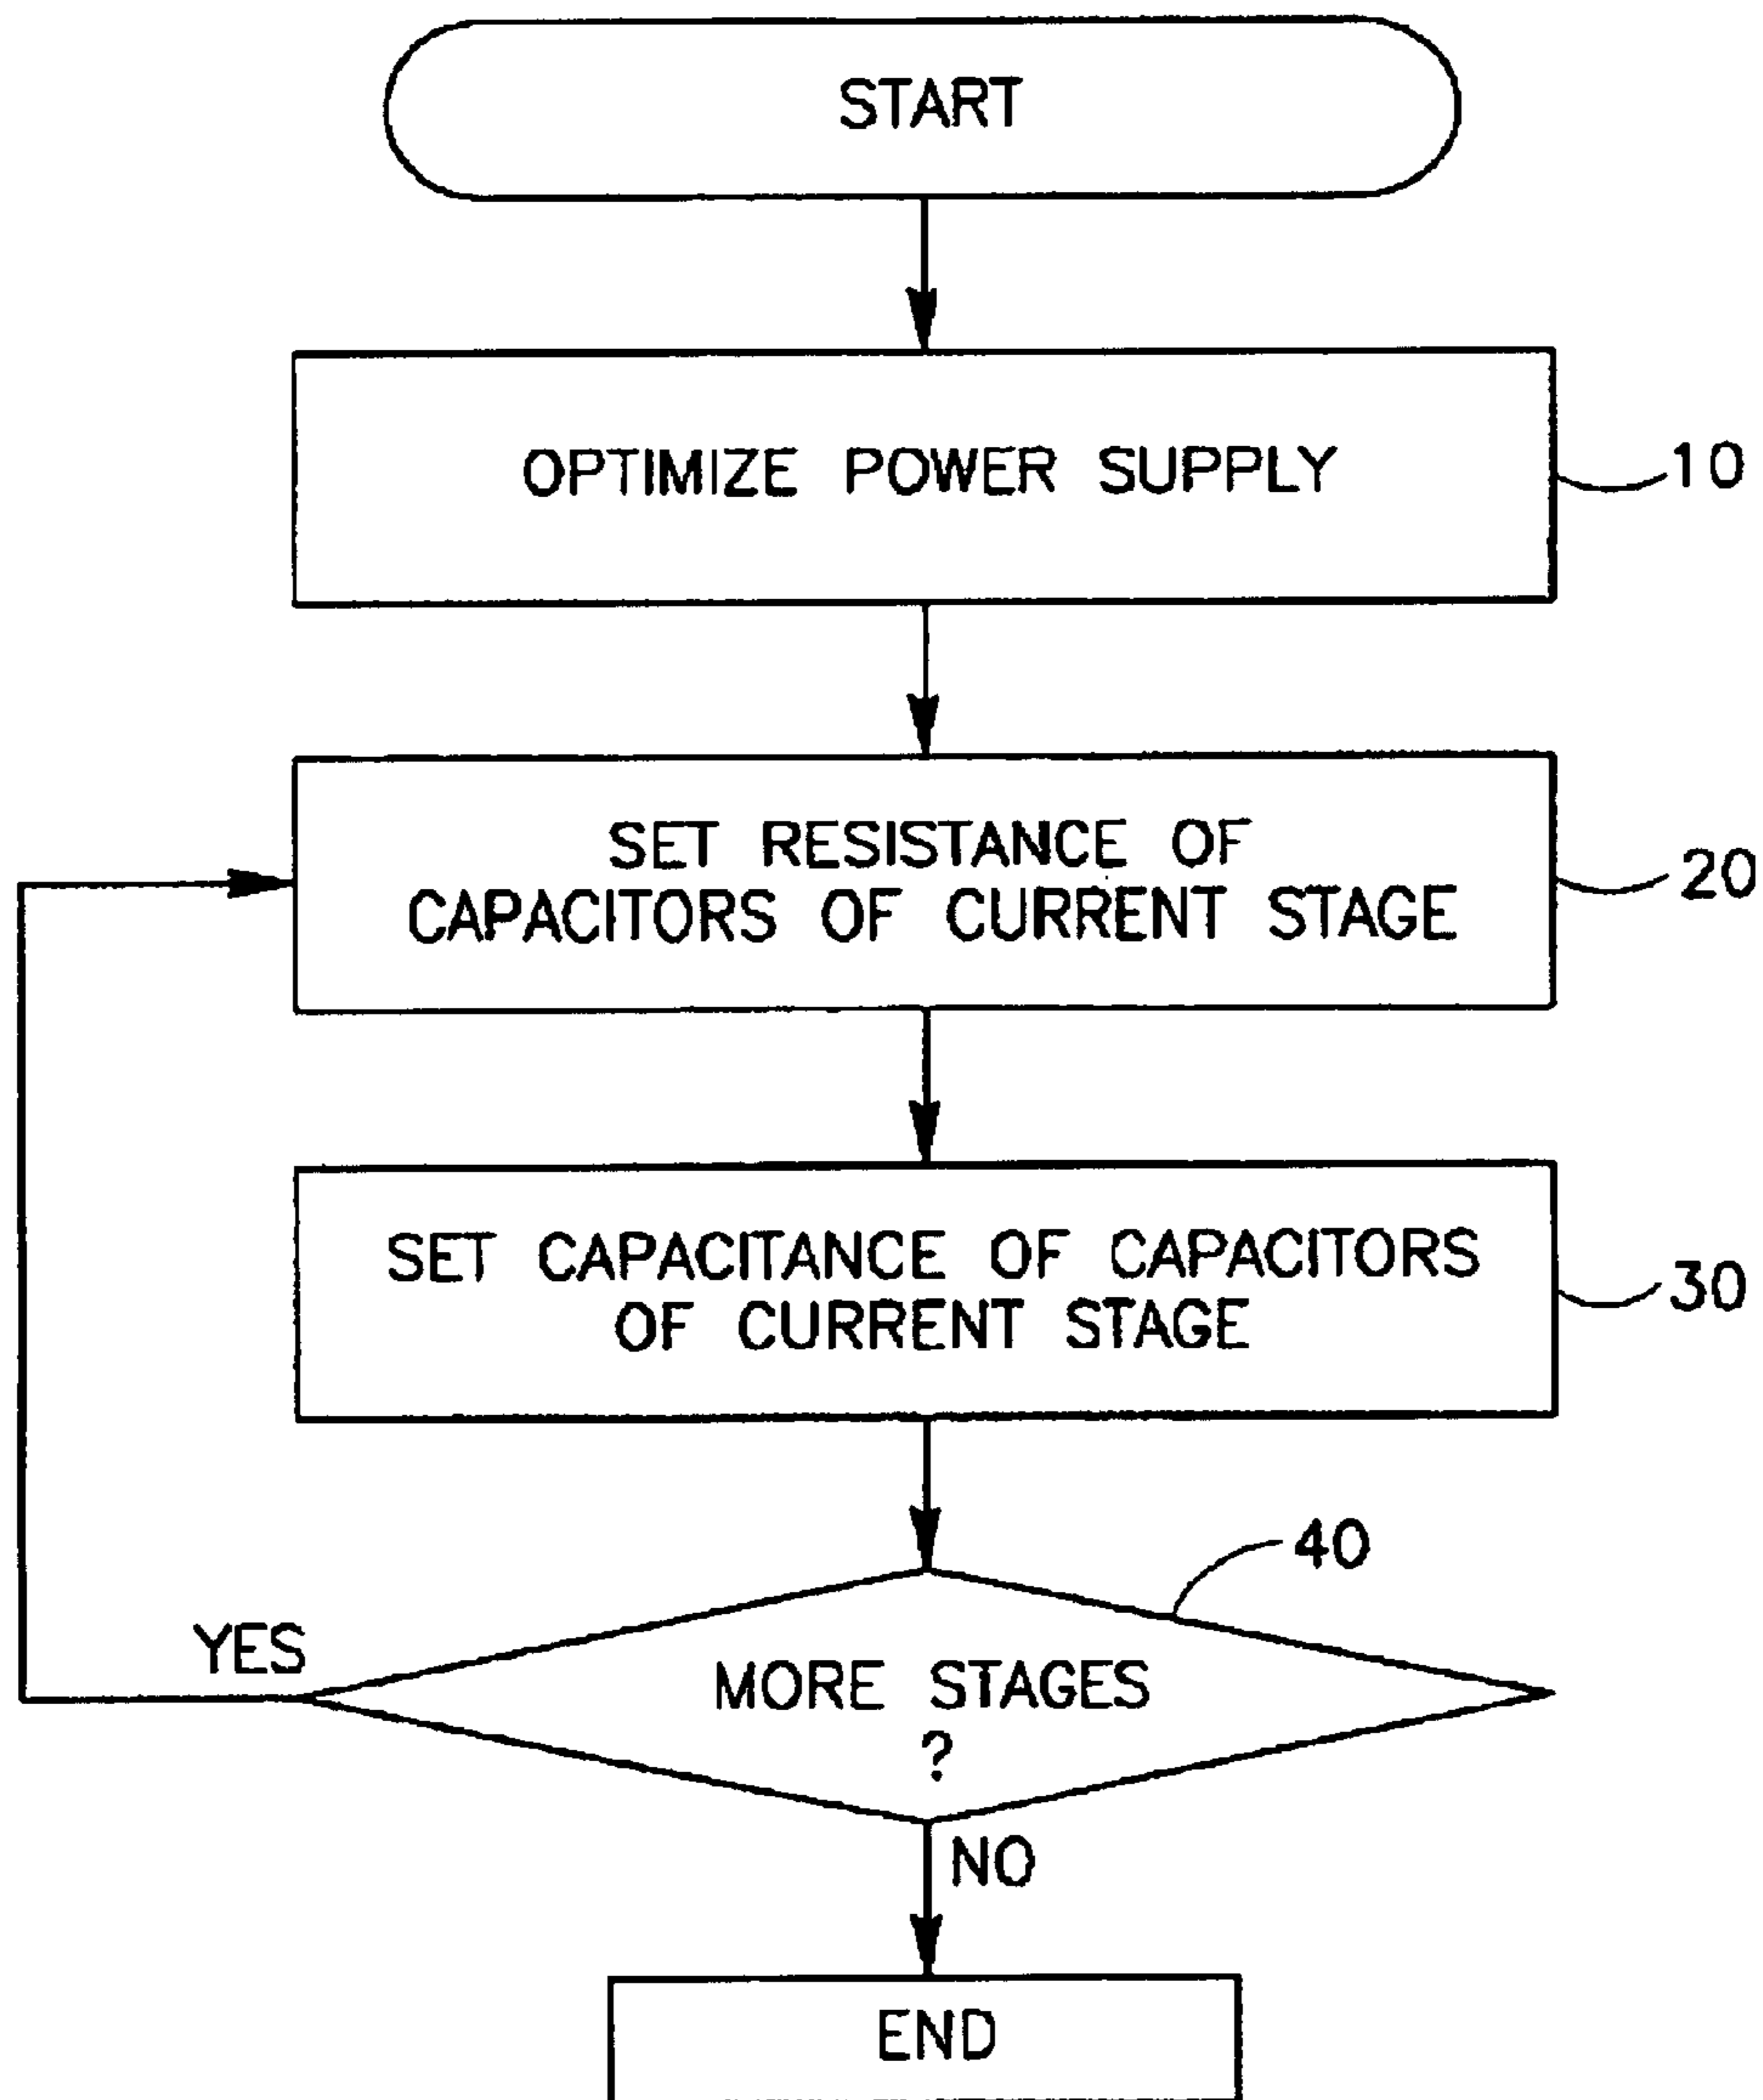 START
OPTIMIZE POWER SUPPLY
10
SET RESISTANCE OF
CAPACITORS OF CURRENT STAGE
20
SET CAPACITANCE OF CAPACITORS
OF CURRENT STAGE
30
40
YES
MORE STAGES
?
NO
END